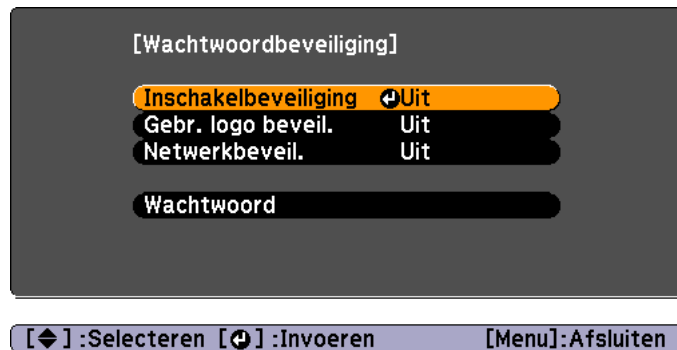 [Wachtwoordbeveiliging]
Inschakelbeveiliging Uit
Gebr. logo beveil. Uit
Netwerkbeveil. Uit
Wachtwoord
[ ] :Selecteren [ ] :Invoeren [Menu]:Afsluiten